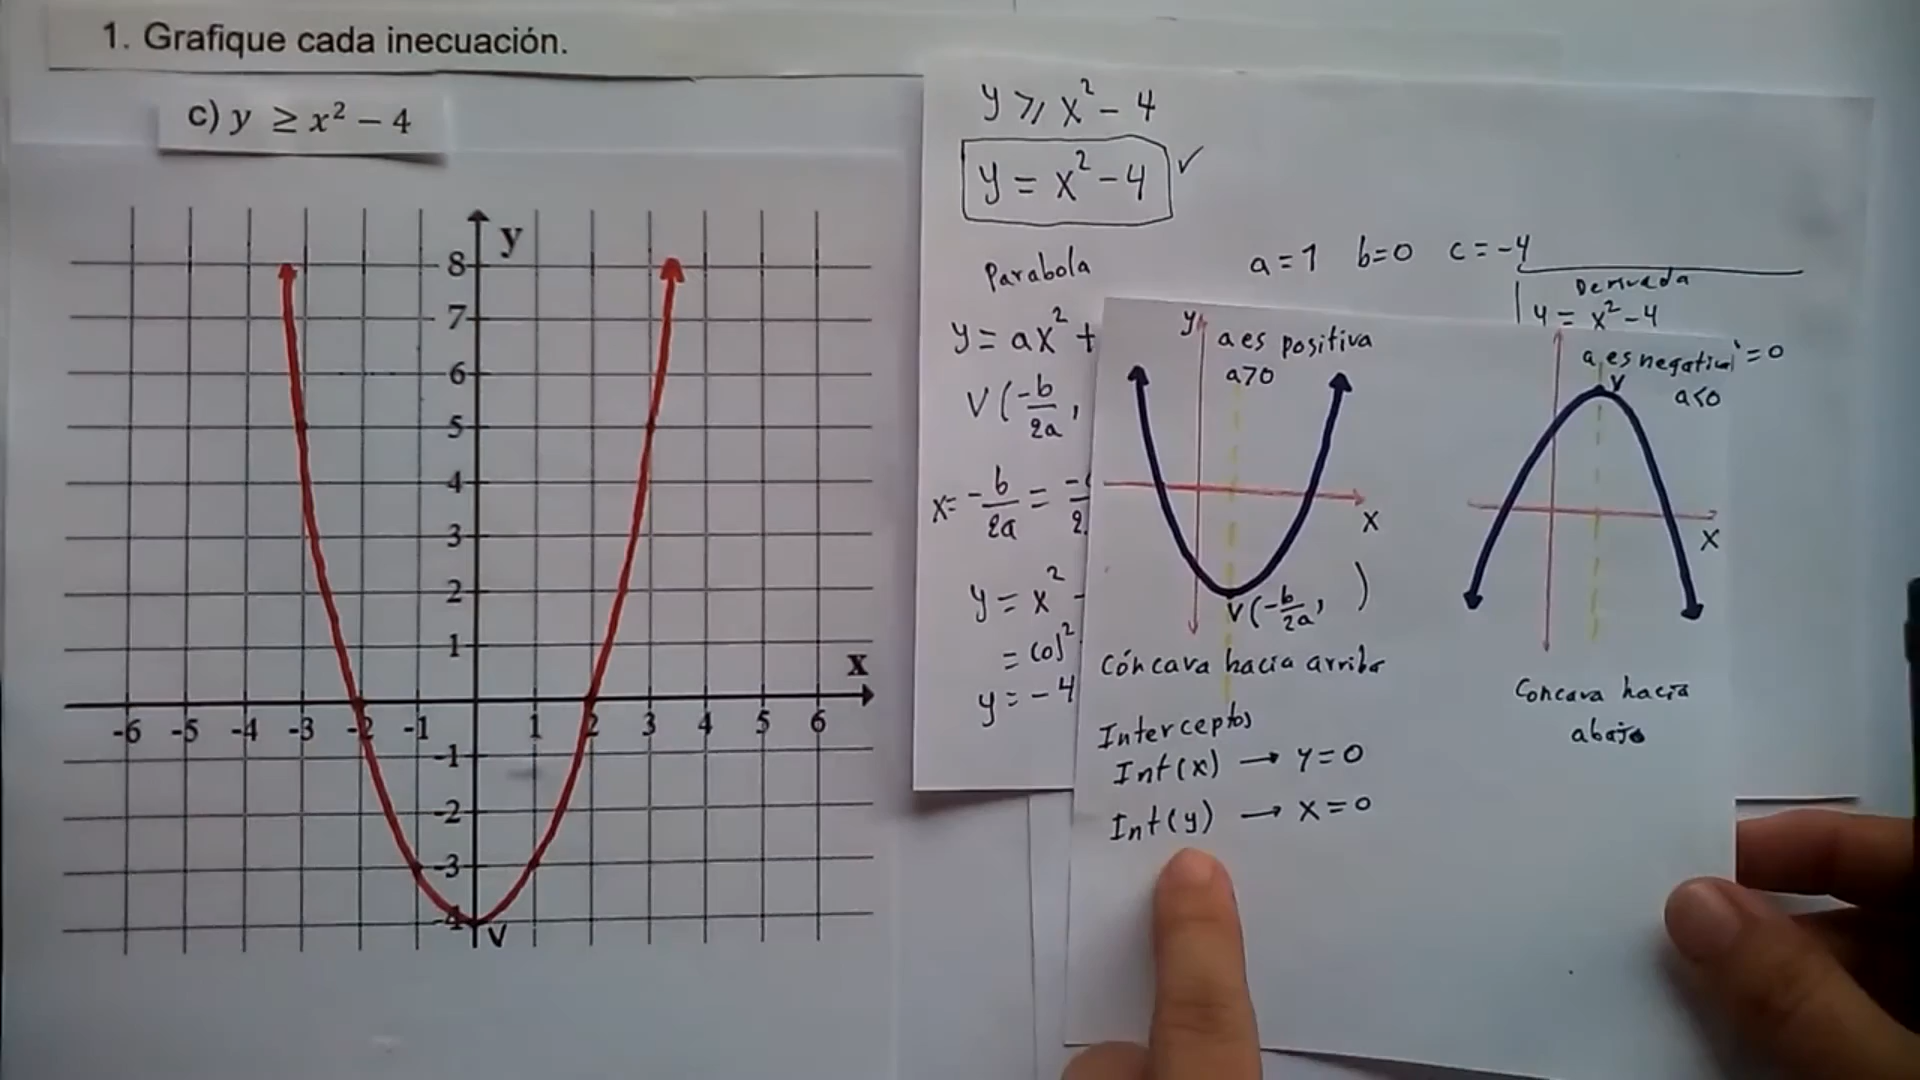 1. Grafique cada inecuación.
c) y ≥ x² − 4
y
8
7
6
5
4
3
2
1
x
-6 -5 -4 -3 -2 -1 1 2 3 4 5 6
-1
-2
-3
-4
V
y ≥ x² − 4
y = x² − 4 ✓
Parabola
a = 1 b = 0 c = −4
Derivada
y = x² − 4
y = ax² +
V(-b/2a,
x = -b/2a =
y = x² −
= (0)²
y = −4
y
a es positiva
a>0
x
V(-b/2a, )
Cóncava hacia arriba
Interceptos
Int(x) → y = 0
Int(y) → x = 0
a es negativa
= 0
a<0
V
x
Concava hacia
abajo